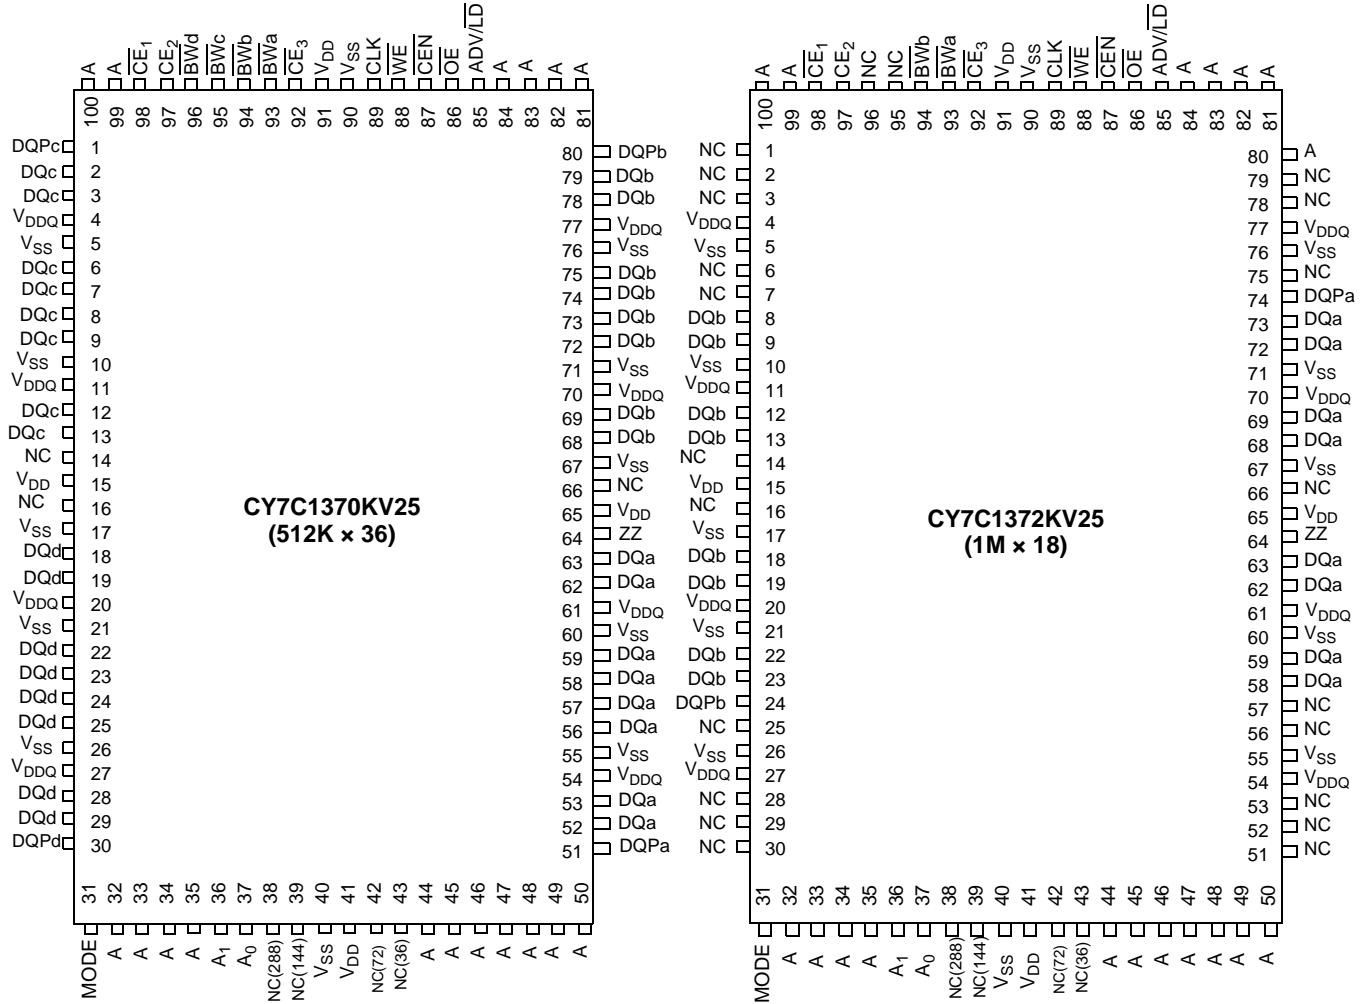 A A CE1 CE2 BWd BWc BWb BWa CE3 VDD VSS CLK WE CEN OE ADV/LD A A A A
100 99 98 97 96 95 94 93 92 91 90 89 88 87 86 85 84 83 82 81
DQPc 1
DQc 2
DQc 3
VDDQ 4
VSS 5
DQc 6
DQc 7
DQc 8
DQc 9
VSS 10
VDDQ 11
DQc 12
DQc 13
NC 14
VDD 15
NC 16
VSS 17
DQd 18
DQd 19
VDDQ 20
VSS 21
DQd 22
DQd 23
DQd 24
DQd 25
VSS 26
VDDQ 27
DQd 28
DQd 29
DQPd 30
CY7C1370KV25
(512K × 36)
80 DQPb
79 DQb
78 DQb
77 VDDQ
76 VSS
75 DQb
74 DQb
73 DQb
72 DQb
71 VSS
70 VDDQ
69 DQb
68 DQb
67 VSS
66 NC
65 VDD
64 ZZ
63 DQa
62 DQa
61 VDDQ
60 VSS
59 DQa
58 DQa
57 DQa
56 DQa
55 VSS
54 VDDQ
53 DQa
52 DQa
51 DQPa
31 32 33 34 35 36 37 38 39 40 41 42 43 44 45 46 47 48 49 50
MODE A A A A A1 A0 NC(288) NC(144) VSS VDD NC(72) NC(36) A A A A A A A
A A CE1 CE2 NC NC BWb BWa CE3 VDD VSS CLK WE CEN OE ADV/LD A A A A
100 99 98 97 96 95 94 93 92 91 90 89 88 87 86 85 84 83 82 81
NC 1
NC 2
NC 3
VDDQ 4
VSS 5
NC 6
NC 7
DQb 8
DQb 9
VSS 10
VDDQ 11
DQb 12
DQb 13
NC 14
VDD 15
NC 16
VSS 17
DQb 18
DQb 19
VDDQ 20
VSS 21
DQb 22
DQb 23
DQPb 24
NC 25
VSS 26
VDDQ 27
NC 28
NC 29
NC 30
CY7C1372KV25
(1M × 18)
80 A
79 NC
78 NC
77 VDDQ
76 VSS
75 NC
74 DQPa
73 DQa
72 DQa
71 VSS
70 VDDQ
69 DQa
68 DQa
67 VSS
66 NC
65 VDD
64 ZZ
63 DQa
62 DQa
61 VDDQ
60 VSS
59 DQa
58 DQa
57 NC
56 NC
55 VSS
54 VDDQ
53 NC
52 NC
51 NC
31 32 33 34 35 36 37 38 39 40 41 42 43 44 45 46 47 48 49 50
MODE A A A A A1 A0 NC(288) NC(144) VSS VDD NC(72) NC(36) A A A A A A A